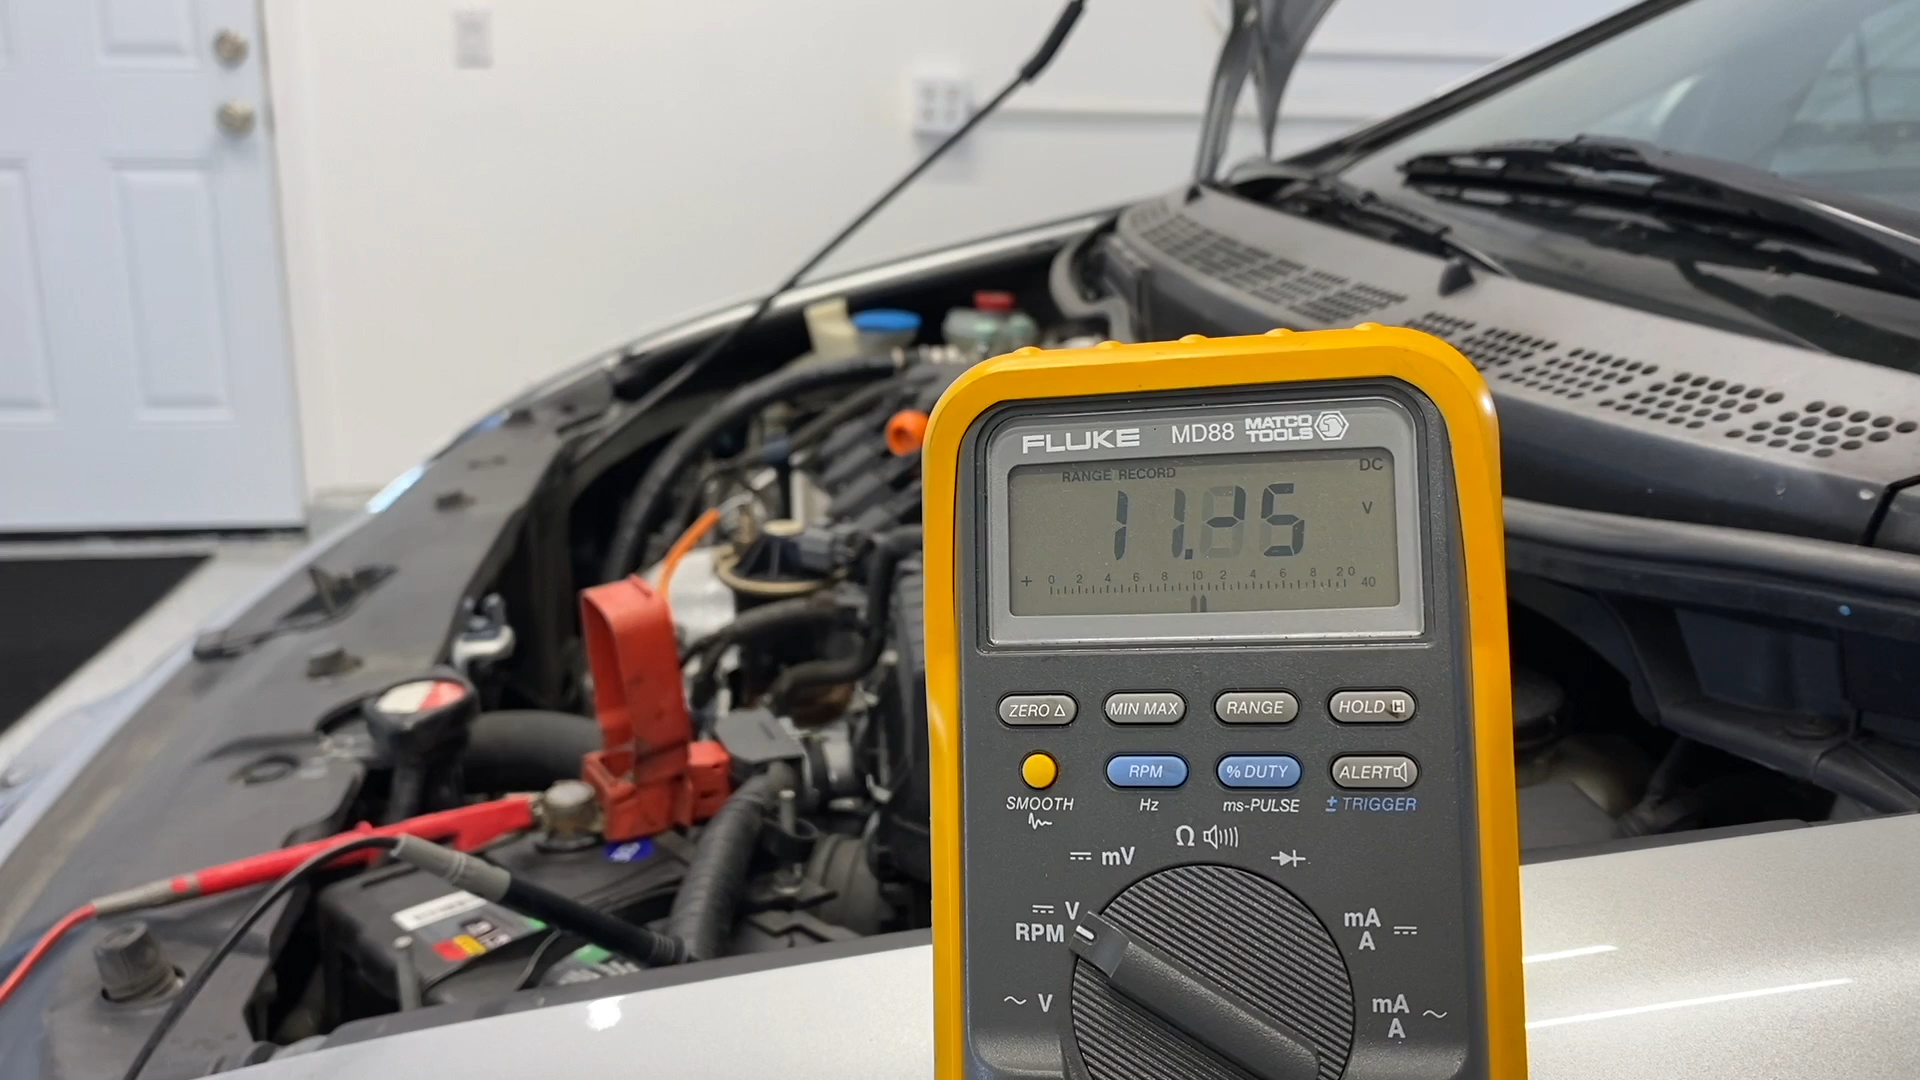 FLUKE MD88 MATCO TOOLS
RANGE RECORD DC
11.25 V
+ 0 2 4 6 8 10 2 4 6 8 20 40
ZERO Δ MIN MAX RANGE HOLD H
RPM % DUTY ALERT
SMOOTH Hz ms-PULSE ± TRIGGER
mV Ω
V
RPM
mA
A
~ V
mA
A ~